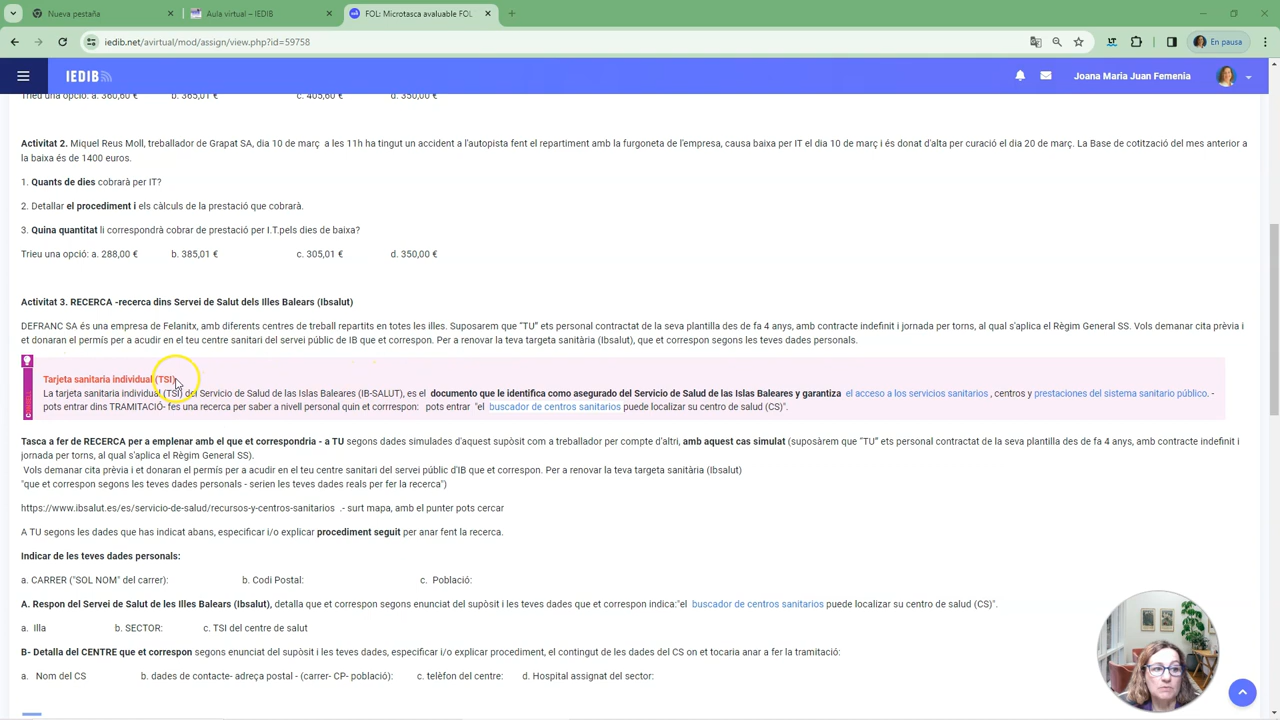 Nueva pestaña
Aula virtual – IEDIB
FOL: Microtasca avaluable FOL
iedib.net/avirtual/mod/assign/view.php?id=59758
En pausa
IEDIB
Joana Maria Juan Femenia
Trieu una opció: a. 360,60 € b. 365,01 € c. 405,60 € d. 350,00 €
Activitat 2. Miquel Reus Moll, treballador de Grapat SA, dia 10 de març a les 11h ha tingut un accident a l'autopista fent el repartiment amb la furgoneta de l'empresa, causa baixa per IT el dia 10 de març i és donat d'alta per curació el dia 20 de març. La Base de cotització del mes anterior a
la baixa és de 1400 euros.
1. Quants de dies cobrarà per IT?
2. Detallar el procediment i els càlculs de la prestació que cobrarà.
3. Quina quantitat li correspondrà cobrar de prestació per I.T.pels dies de baixa?
Trieu una opció: a. 288,00 € b. 385,01 € c. 305,01 € d. 350,00 €
Activitat 3. RECERCA -recerca dins Servei de Salut dels Illes Balears (Ibsalut)
DEFRANC SA és una empresa de Felanitx, amb diferents centres de treball repartits en totes les illes. Suposarem que "TU" ets personal contractat de la seva plantilla des de fa 4 anys, amb contracte indefinit i jornada per torns, al qual s'aplica el Règim General SS. Vols demanar cita prèvia i
et donaran el permís per a acudir en el teu centre sanitari del servei públic de IB que et correspon. Per a renovar la teva targeta sanitària (Ibsalut), que et correspon segons les teves dades personals.
Tarjeta sanitaria individual (TSI)
La tarjeta sanitaria individual (TSI) del Servicio de Salud de las Islas Baleares (IB-SALUT), es el documento que le identifica como asegurado del Servicio de Salud de las Islas Baleares y garantiza el acceso a los servicios sanitarios , centros y prestaciones del sistema sanitario público. -
pots entrar dins TRAMITACIÓ- fes una recerca per saber a nivell personal quin et corrrespon: pots entrar "el buscador de centros sanitarios puede localizar su centro de salud (CS)".
Tasca a fer de RECERCA per a emplenar amb el que et correspondria - a TU segons dades simulades d'aquest supòsit com a treballador per compte d'altri, amb aquest cas simulat (suposàrem que "TU" ets personal contractat de la seva plantilla des de fa 4 anys, amb contracte indefinit i
jornada per torns, al qual s'aplica el Règim General SS).
Vols demanar cita prèvia i et donaran el permís per a acudir en el teu centre sanitari del servei públic d'IB que et correspon. Per a renovar la teva targeta sanitària (Ibsalut)
"que et correspon segons les teves dades personals - serien les teves dades reals per fer la recerca")
https://www.ibsalut.es/es/servicio-de-salud/recursos-y-centros-sanitarios .- surt mapa, amb el punter pots cercar
A TU segons les dades que has indicat abans, especificar i/o explicar procediment seguit per anar fent la recerca.
Indicar de les teves dades personals:
a. CARRER ("SOL NOM" del carrer): b. Codi Postal: c. Població:
A. Respon del Servei de Salut de les Illes Balears (Ibsalut), detalla que et correspon segons enunciat del supòsit i les teves dades que et correspon indica:"el buscador de centros sanitarios puede localizar su centro de salud (CS)".
a. Illa b. SECTOR: c. TSI del centre de salut
B- Detalla del CENTRE que et correspon segons enunciat del supòsit i les teves dades, especificar i/o explicar procediment, el contingut de les dades del CS on et tocaria anar a fer la tramitació:
a. Nom del CS b. dades de contacte- adreça postal - (carrer- CP- població): c. telèfon del centre: d. Hospital assignat del sector: